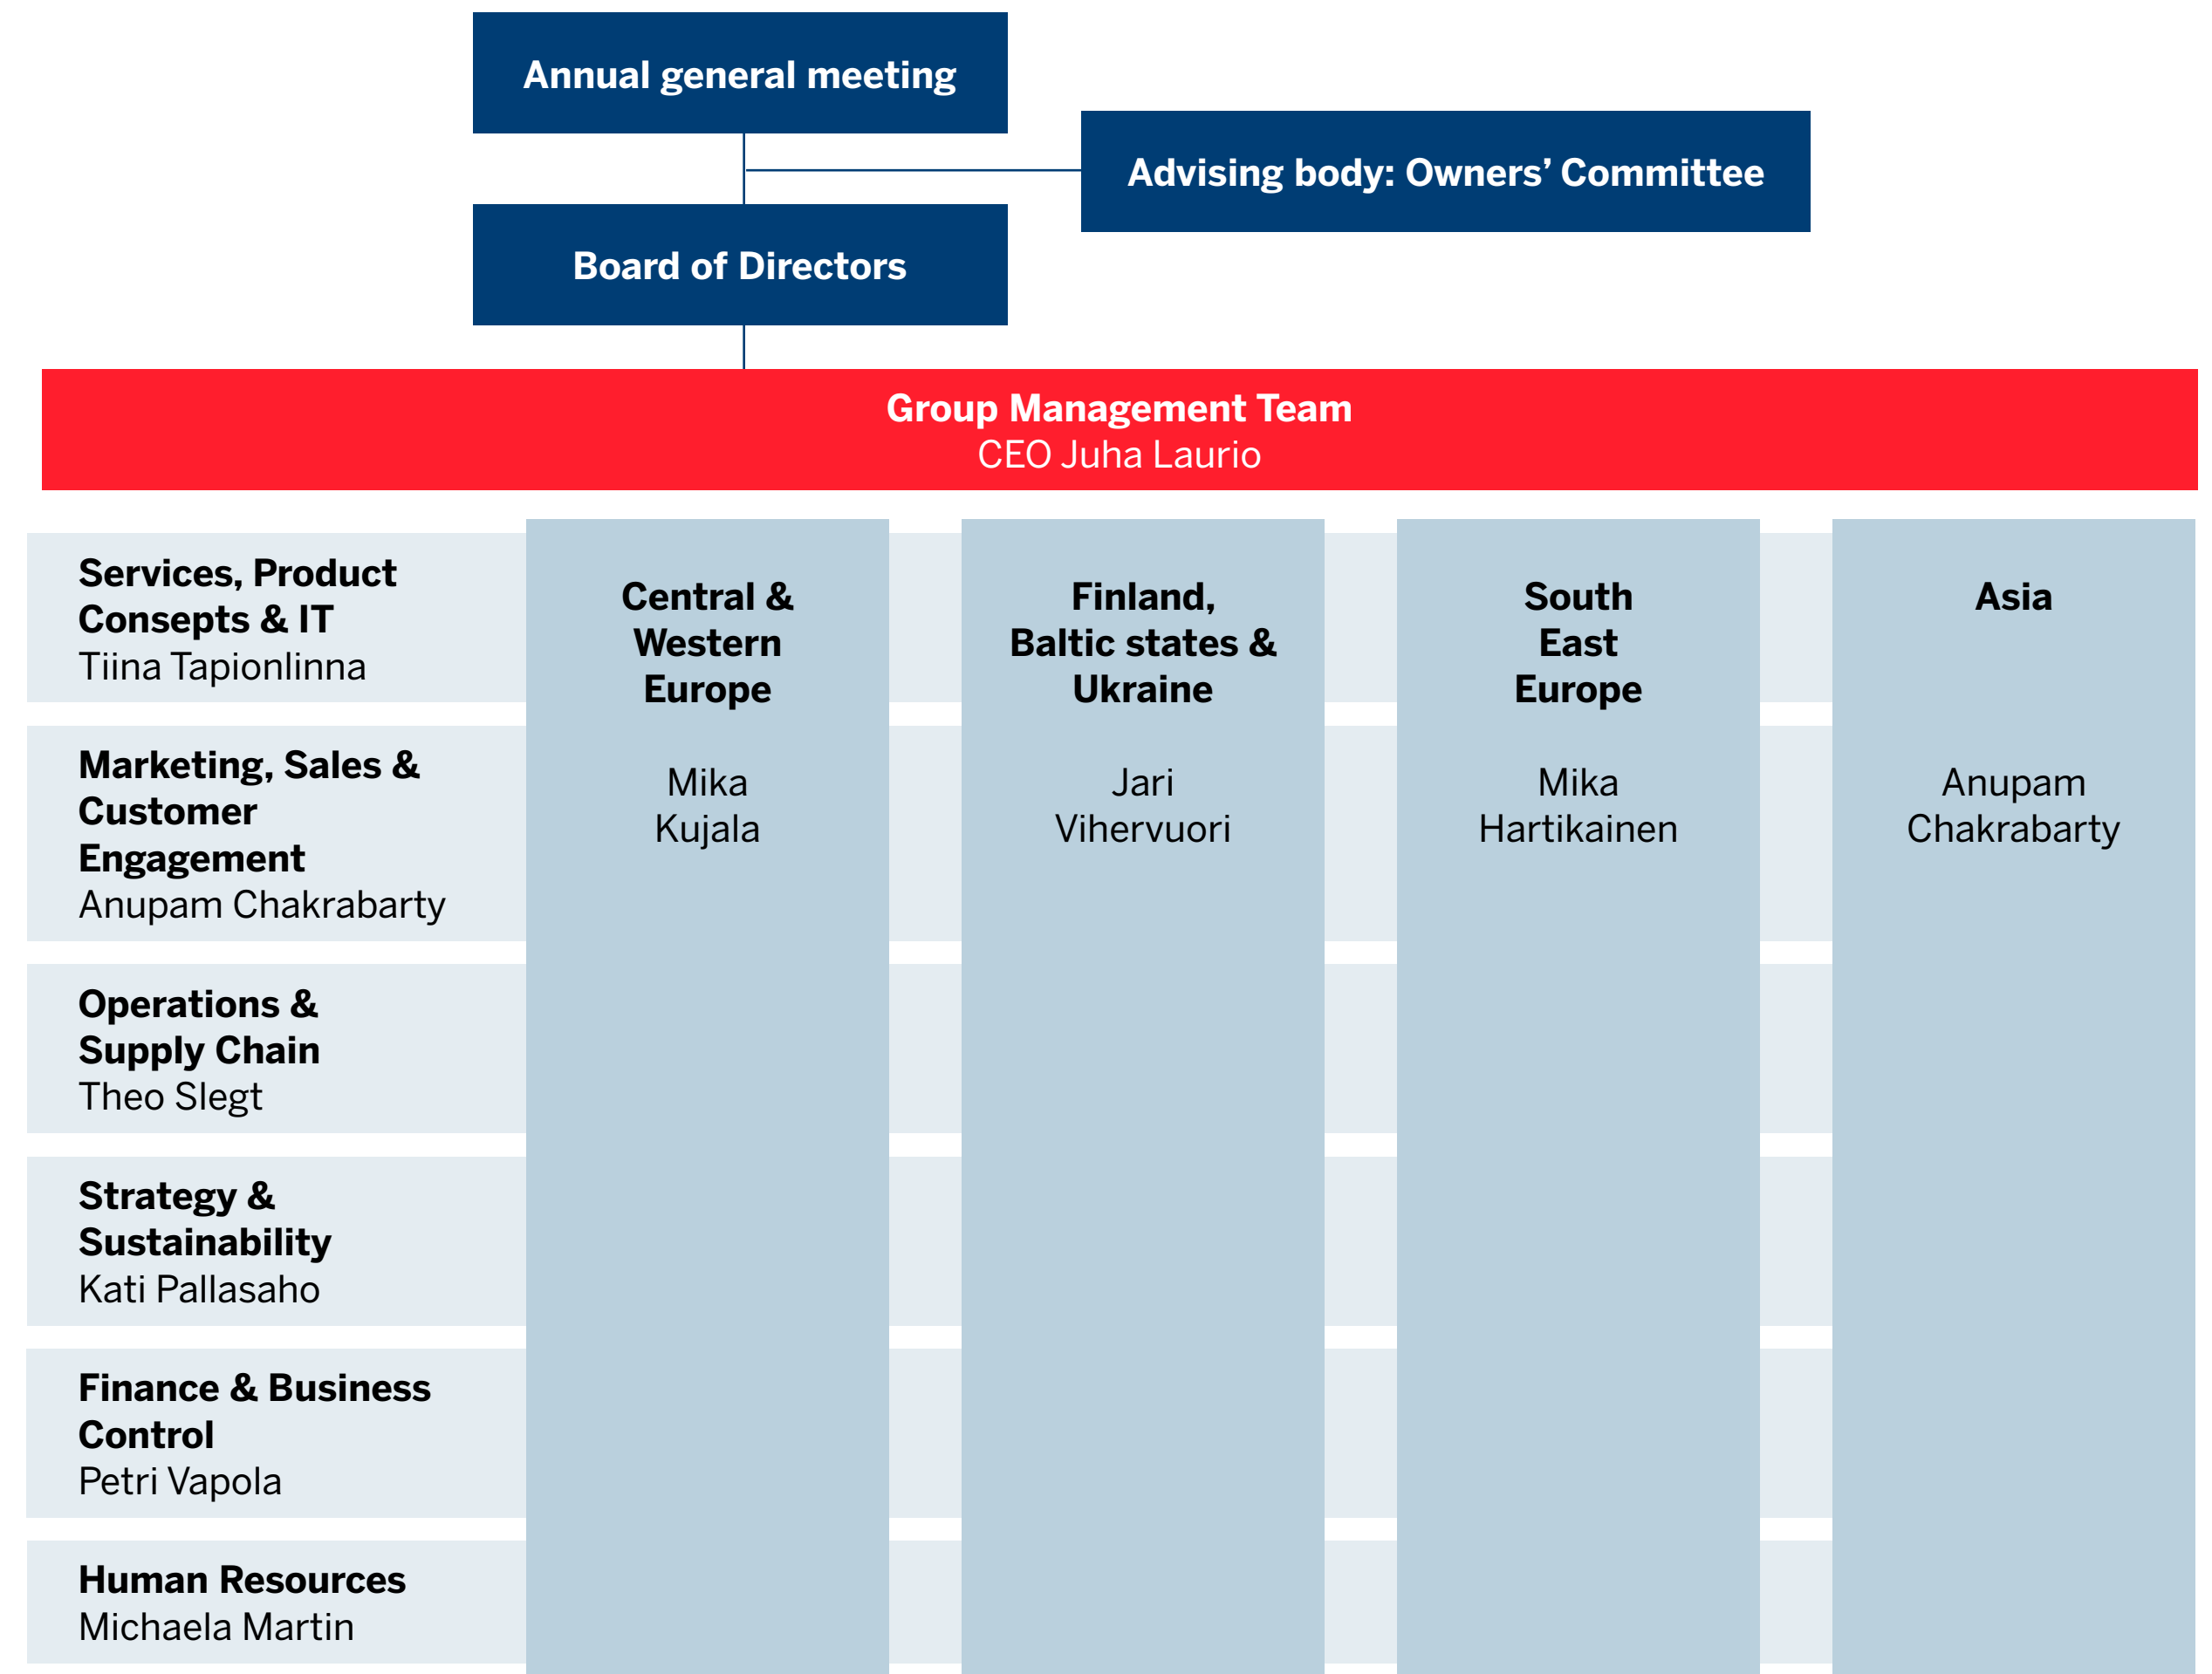 Annual general meeting
Advising body: Owners’ Committee
Board of Directors
Group Management Team
CEO Juha Laurio
Services, Product
Consepts & IT
Tiina Tapionlinna
Marketing, Sales &
Customer
Engagement
Anupam Chakrabarty
Operations &
Supply Chain
Theo Slegt
Strategy &
Sustainability
Kati Pallasaho
Finance & Business
Control
Petri Vapola
Human Resources
Michaela Martin
Central &
Western
Europe
Mika
Kujala
Finland,
Baltic states &
Ukraine
Jari
Vihervuori
South
East
Europe
Mika
Hartikainen
Asia
Anupam
Chakrabarty